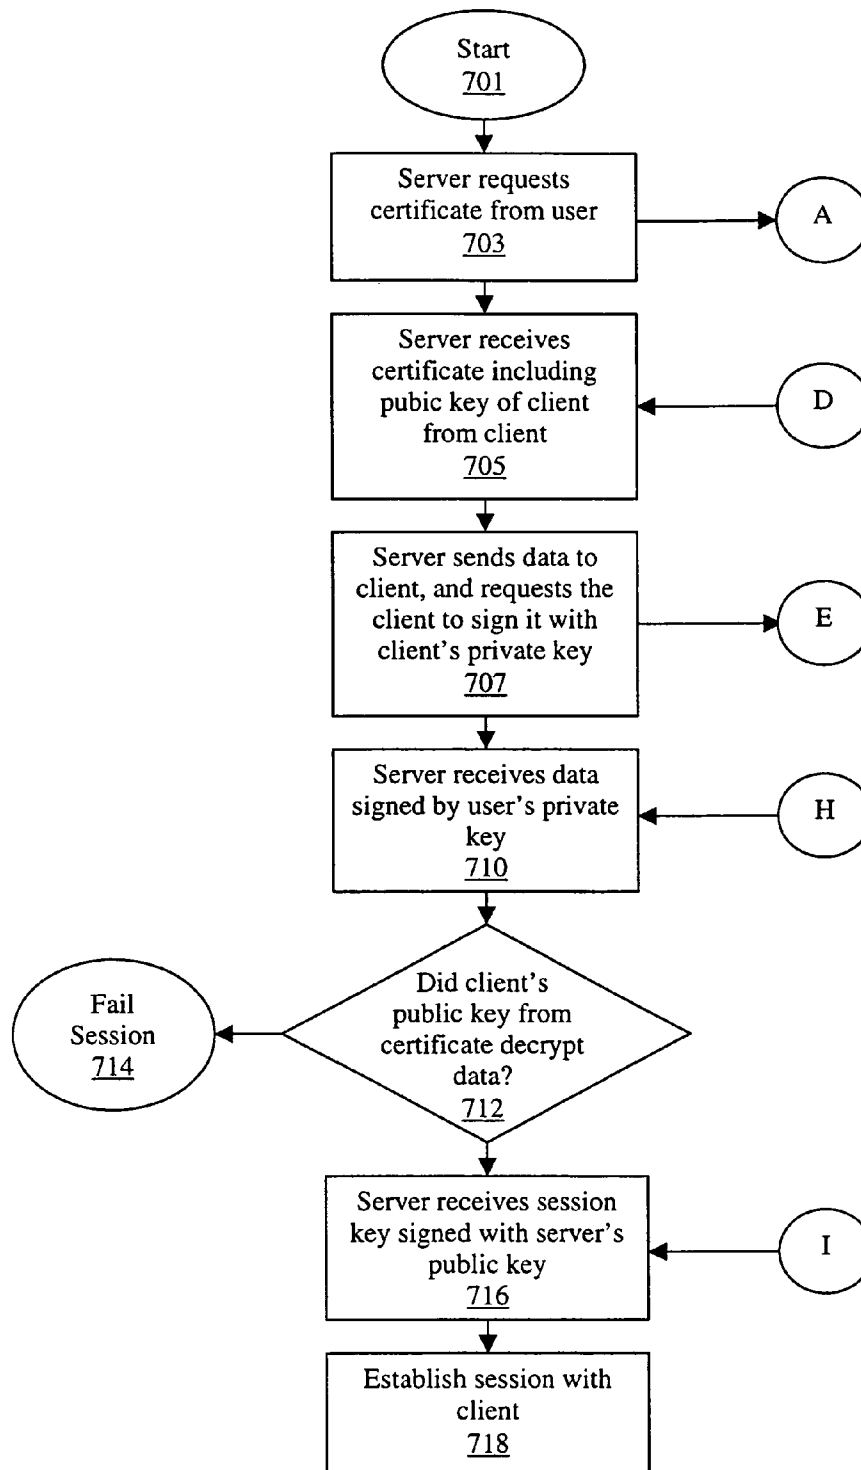 Start
701
Server requests
certificate from user
703
A
Server receives
certificate including
pubic key of client
from client
705
D
Server sends data to
client, and requests the
client to sign it with
client's private key
707
E
Server receives data
signed by user's private
key
710
H
Did client's
public key from
certificate decrypt
data?
712
Fail
Session
714
Server receives session
key signed with server's
public key
716
I
Establish session with
client
718